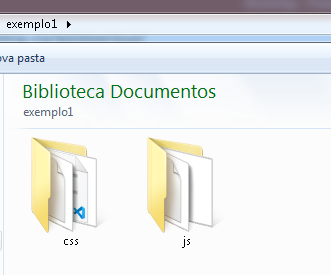 exemplo1
ova pasta
Biblioteca Documentos
exemplo1
css
js